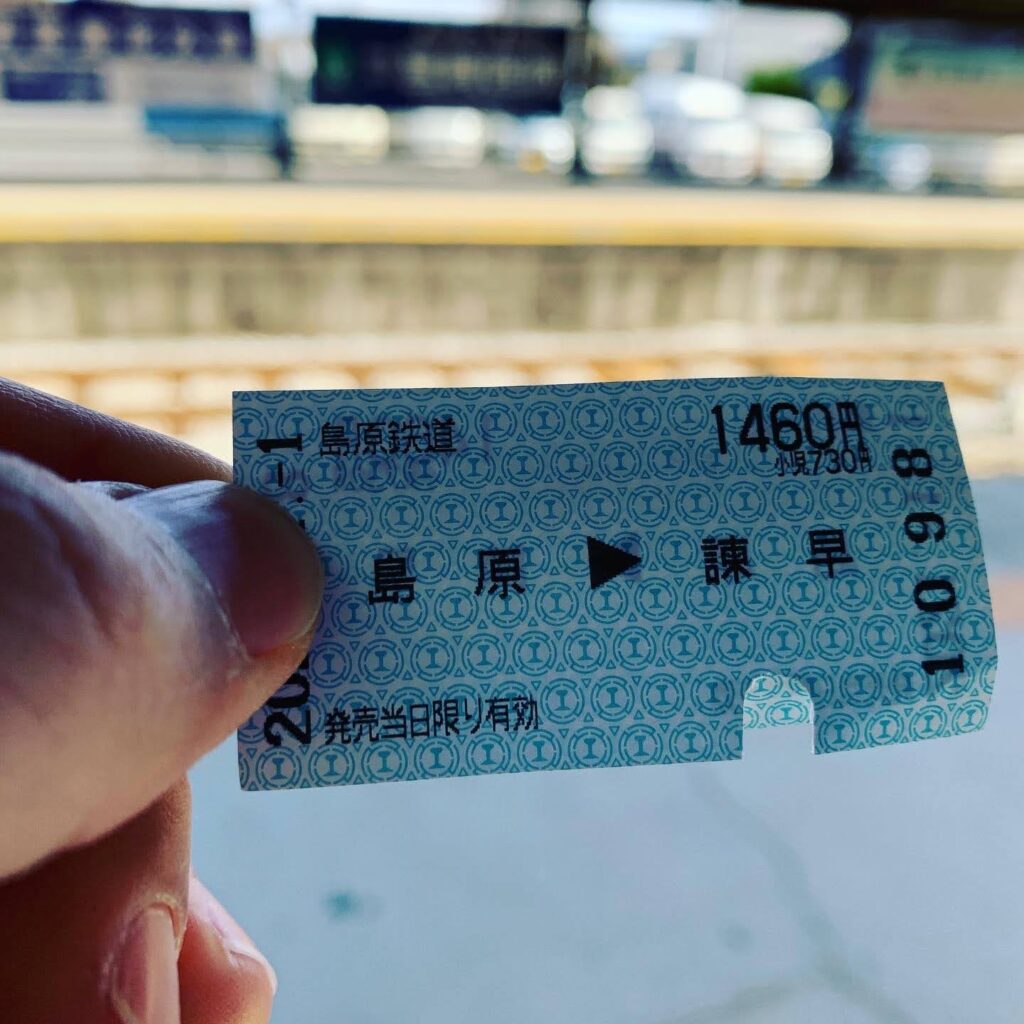 島原鉄道
1460円
小児730円
島原▶諫早
発売当日限り有効
1098